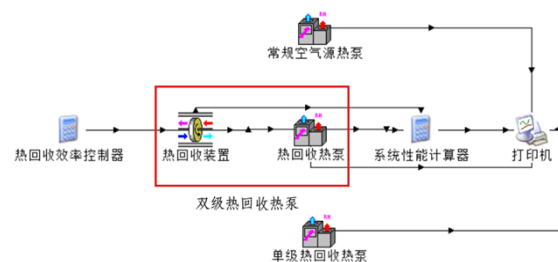 常规空气源热泵
热回收效率控制器
热回收装置
热回收热泵
系统性能计算器
打印机
双级热回收热泵
单级热回收热泵